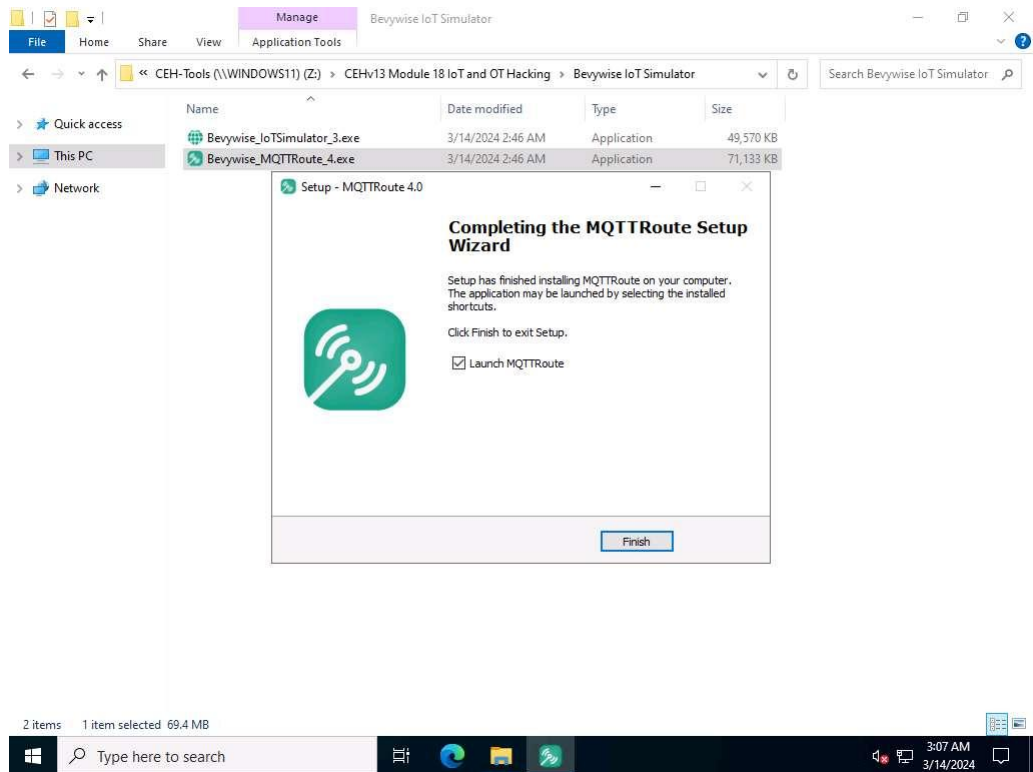 Manage
Bevywise IoT Simulator
File Home Share View Application Tools
« CEH-Tools (\\WINDOWS11) (Z:) › CEHv13 Module 18 IoT and OT Hacking › Bevywise IoT Simulator
Search Bevywise IoT Simulator
Name Date modified Type Size
Quick access
This PC
Network
Bevywise_IoTSimulator_3.exe 3/14/2024 2:46 AM Application 49,570 KB
Bevywise_MQTTRoute_4.exe 3/14/2024 2:46 AM Application 71,133 KB
Setup - MQTTRoute 4.0
Completing the MQTTRoute Setup
Wizard
Setup has finished installing MQTTRoute on your computer.
The application may be launched by selecting the installed
shortcuts.
Click Finish to exit Setup.
Launch MQTTRoute
Finish
2 items 1 item selected 69.4 MB
Type here to search
3:07 AM
3/14/2024